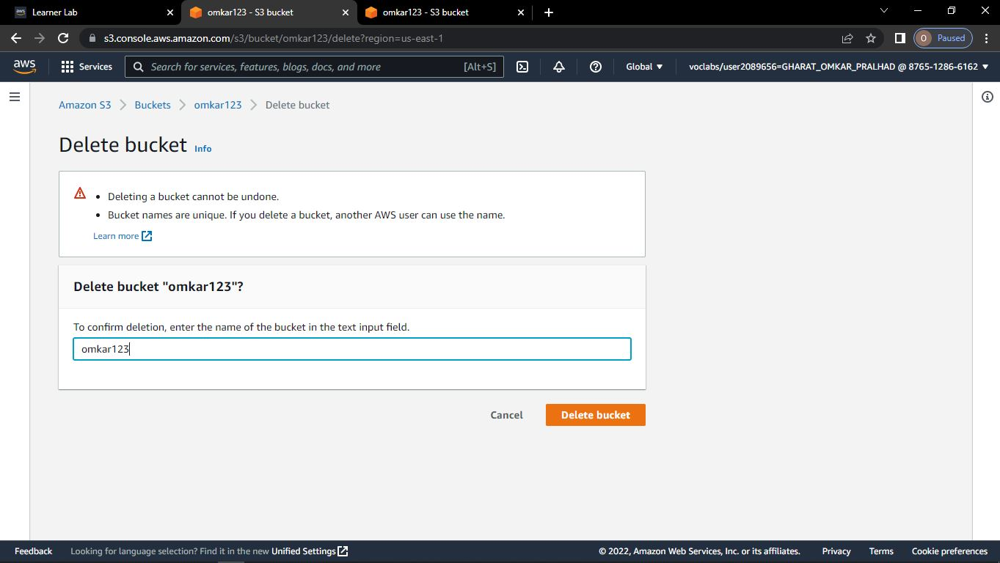 Learner Lab
omkar123 - S3 bucket
omkar123 - S3 bucket
s3.console.aws.amazon.com/s3/bucket/omkar123/delete?region=us-east-1
O Paused
aws
Services
Search for services, features, blogs, docs, and more [Alt+S]
Global
voclabs/user2089656=GHARAT_OMKAR_PRALHAD @ 8765-1286-6162
Amazon S3 > Buckets > omkar123 > Delete bucket
Delete bucket Info
• Deleting a bucket cannot be undone.
• Bucket names are unique. If you delete a bucket, another AWS user can use the name.
Learn more
Delete bucket "omkar123"?
To confirm deletion, enter the name of the bucket in the text input field.
omkar123
Cancel
Delete bucket
Feedback
Looking for language selection? Find it in the new Unified Settings
© 2022, Amazon Web Services, Inc. or its affiliates.
Privacy
Terms
Cookie preferences